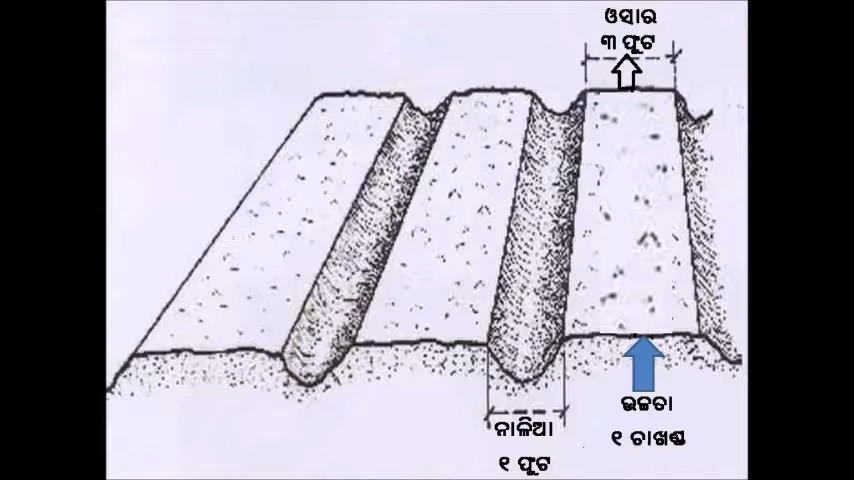 ଓସାର
୩ ଫୁଟ
ନାଳିଆ
୧ ଫୁଟ
ଉଚ୍ଚତା
୧ ଚାଖଣ୍ଡ